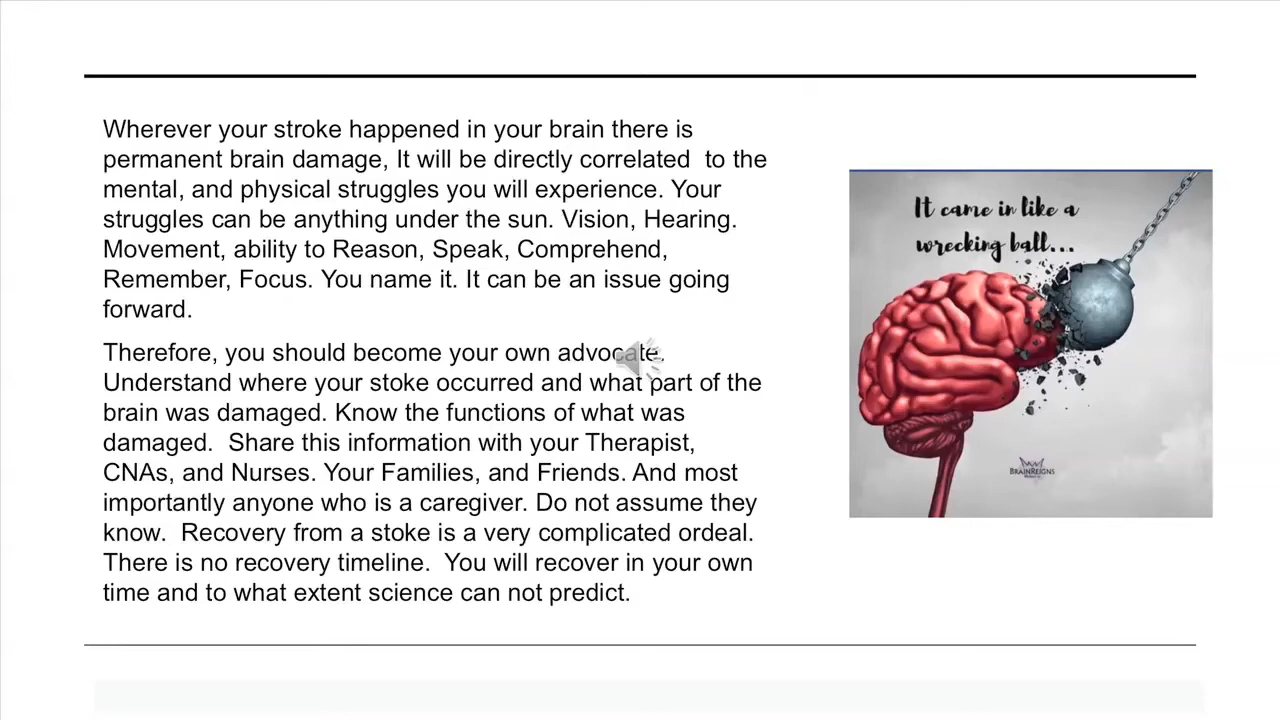 Wherever your stroke happened in your brain there is
permanent brain damage, It will be directly correlated  to the
mental, and physical struggles you will experience. Your
struggles can be anything under the sun. Vision, Hearing.
Movement, ability to Reason, Speak, Comprehend,
Remember, Focus. You name it. It can be an issue going
forward.
Therefore, you should become your own advocate.
Understand where your stoke occurred and what part of the
brain was damaged. Know the functions of what was
damaged.  Share this information with your Therapist,
CNAs, and Nurses. Your Families, and Friends. And most
importantly anyone who is a caregiver. Do not assume they
know.  Recovery from a stoke is a very complicated ordeal.
There is no recovery timeline.  You will recover in your own
time and to what extent science can not predict.
It came in like a
wrecking ball...
BRAINREIGNS